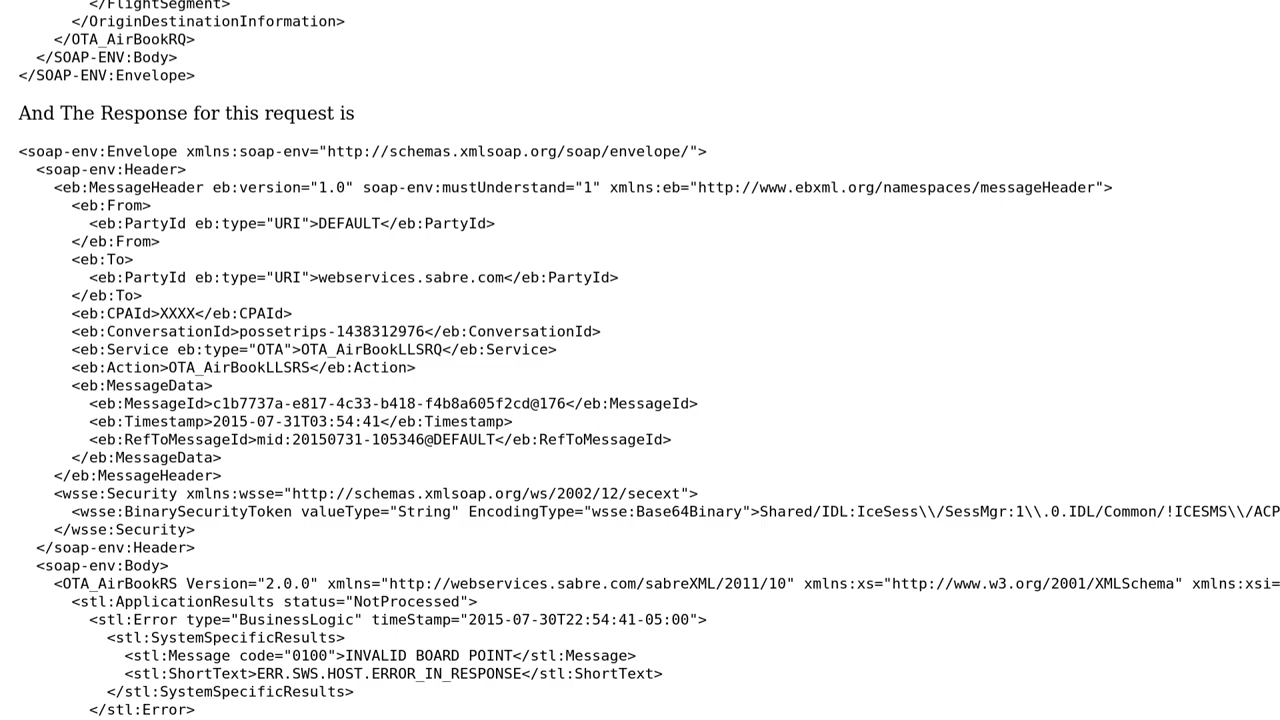 </FlightSegment>
</OriginDestinationInformation>
</OTA_AirBookRQ>
</SOAP-ENV:Body>
</SOAP-ENV:Envelope>
And The Response for this request is
<soap-env:Envelope xmlns:soap-env="http://schemas.xmlsoap.org/soap/envelope/">
<soap-env:Header>
<eb:MessageHeader eb:version="1.0" soap-env:mustUnderstand="1" xmlns:eb="http://www.ebxml.org/namespaces/messageHeader">
<eb:From>
<eb:PartyId eb:type="URI">DEFAULT</eb:PartyId>
</eb:From>
<eb:To>
<eb:PartyId eb:type="URI">webservices.sabre.com</eb:PartyId>
</eb:To>
<eb:CPAId>XXXX</eb:CPAId>
<eb:ConversationId>possetrips-1438312976</eb:ConversationId>
<eb:Service eb:type="OTA">OTA_AirBookLLSRQ</eb:Service>
<eb:Action>OTA_AirBookLLSRS</eb:Action>
<eb:MessageData>
<eb:MessageId>c1b7737a-e817-4c33-b418-f4b8a605f2cd@176</eb:MessageId>
<eb:Timestamp>2015-07-31T03:54:41</eb:Timestamp>
<eb:RefToMessageId>mid:20150731-105346@DEFAULT</eb:RefToMessageId>
</eb:MessageData>
</eb:MessageHeader>
<wsse:Security xmlns:wsse="http://schemas.xmlsoap.org/ws/2002/12/secext">
<wsse:BinarySecurityToken valueType="String" EncodingType="wsse:Base64Binary">Shared/IDL:IceSess\\/SessMgr:1\\.0.IDL/Common/!ICESMS\\/ACP
</wsse:Security>
</soap-env:Header>
<soap-env:Body>
<OTA_AirBookRS Version="2.0.0" xmlns="http://webservices.sabre.com/sabreXML/2011/10" xmlns:xs="http://www.w3.org/2001/XMLSchema" xmlns:xsi=
<stl:ApplicationResults status="NotProcessed">
<stl:Error type="BusinessLogic" timeStamp="2015-07-30T22:54:41-05:00">
<stl:SystemSpecificResults>
<stl:Message code="0100">INVALID BOARD POINT</stl:Message>
<stl:ShortText>ERR.SWS.HOST.ERROR_IN_RESPONSE</stl:ShortText>
</stl:SystemSpecificResults>
</stl:Error>